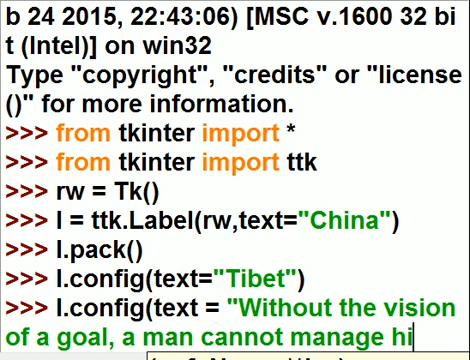 b 24 2015, 22:43:06) [MSC v.1600 32 bi
t (Intel)] on win32
Type "copyright", "credits" or "license
()" for more information.
>>> from tkinter import *
>>> from tkinter import ttk
>>> rw = Tk()
>>> l = ttk.Label(rw,text="China")
>>> l.pack()
>>> l.config(text="Tibet")
>>> l.config(text = "Without the vision
of a goal, a man cannot manage hi